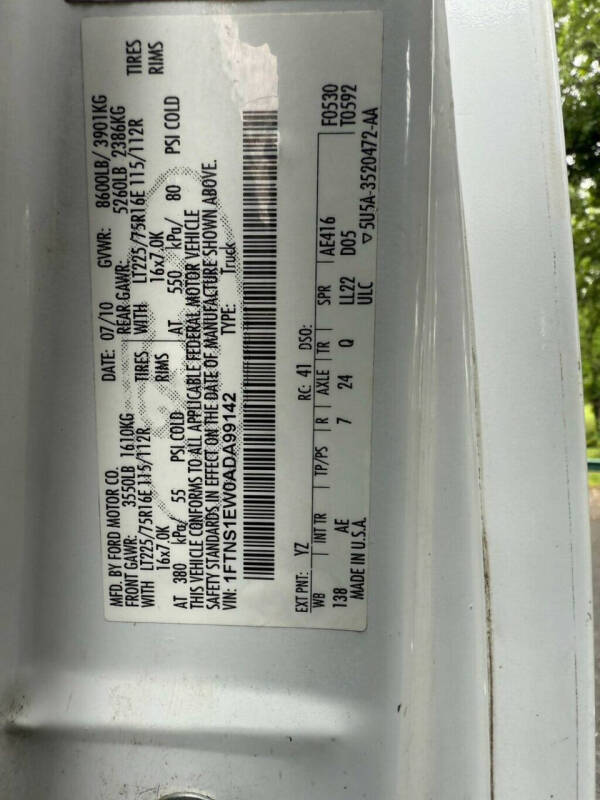 MFD. BY FORD MOTOR CO. DATE: 07/10 GVWR: 8600LB/ 3901KG
FRONT GAWR: 3550LB 1610KG REAR GAWR: 5260LB 2386KG
WITH LT225/75R16E 115/112R TIRES WITH LT225/75R16E 115/112R TIRES
16x7.0K RIMS 16x7.0K RIMS
AT 380 kPa/ 55 PSI COLD AT 550 kPa/ 80 PSI COLD
THIS VEHICLE CONFORMS TO ALL APPLICABLE FEDERAL MOTOR VEHICLE
SAFETY STANDARDS IN EFFECT ON THE DATE OF MANUFACTURE SHOWN ABOVE.
VIN: 1FTNS1EW0ADA99142 TYPE: Truck
EXT PNT: YZ RC: 41 DSO: F0530
WB INT TR TP/PS R AXLE TR SPR AE416 T0592
138 AE 7 24 Q LL22 D05
MADE IN U.S.A. ULC ▽5U5A-3520472-AA